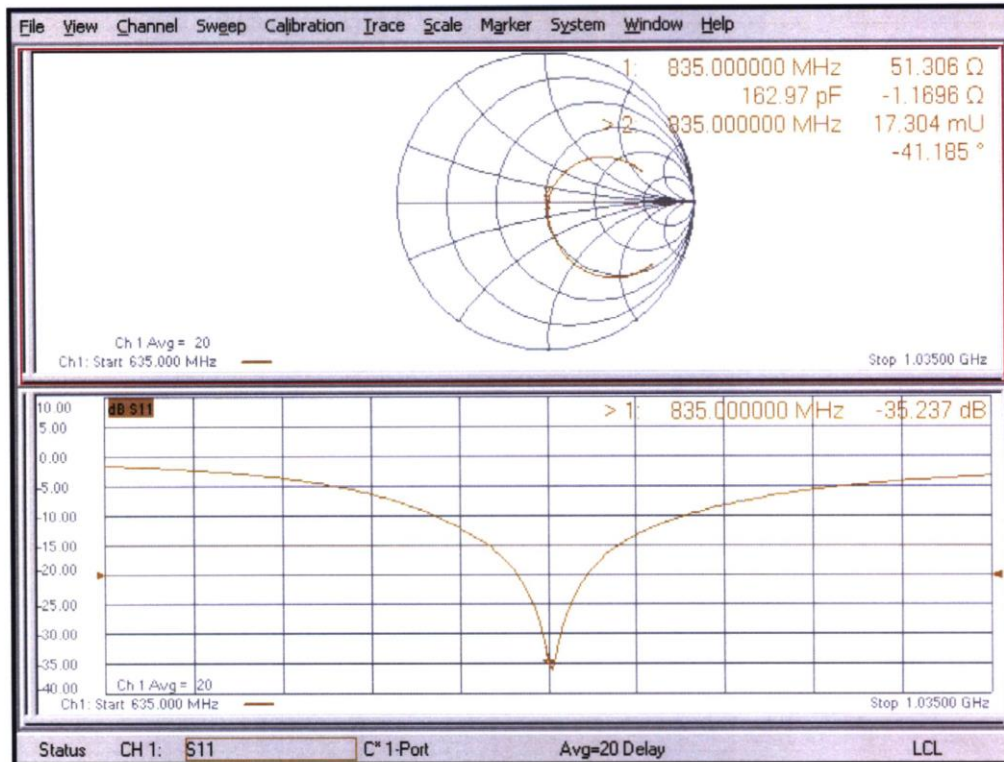 File View Channel Sweep Calibration Trace Scale Marker System Window Help
1: 835.000000 MHz 51.306 Ω
162.97 pF -1.1696 Ω
> 2: 835.000000 MHz 17.304 mU
-41.185 °
Ch 1 Avg = 20
Ch1: Start 635.000 MHz
Stop 1.03500 GHz
10.00
dB S11
> 1: 835.000000 MHz -35.237 dB
5.00
0.00
-5.00
-10.00
-15.00
-20.00
-25.00
-30.00
-35.00
-40.00
Ch 1 Avg = 20
Ch1: Start 635.000 MHz
Stop 1.03500 GHz
Status CH 1: S11 C* 1-Port Avg=20 Delay LCL